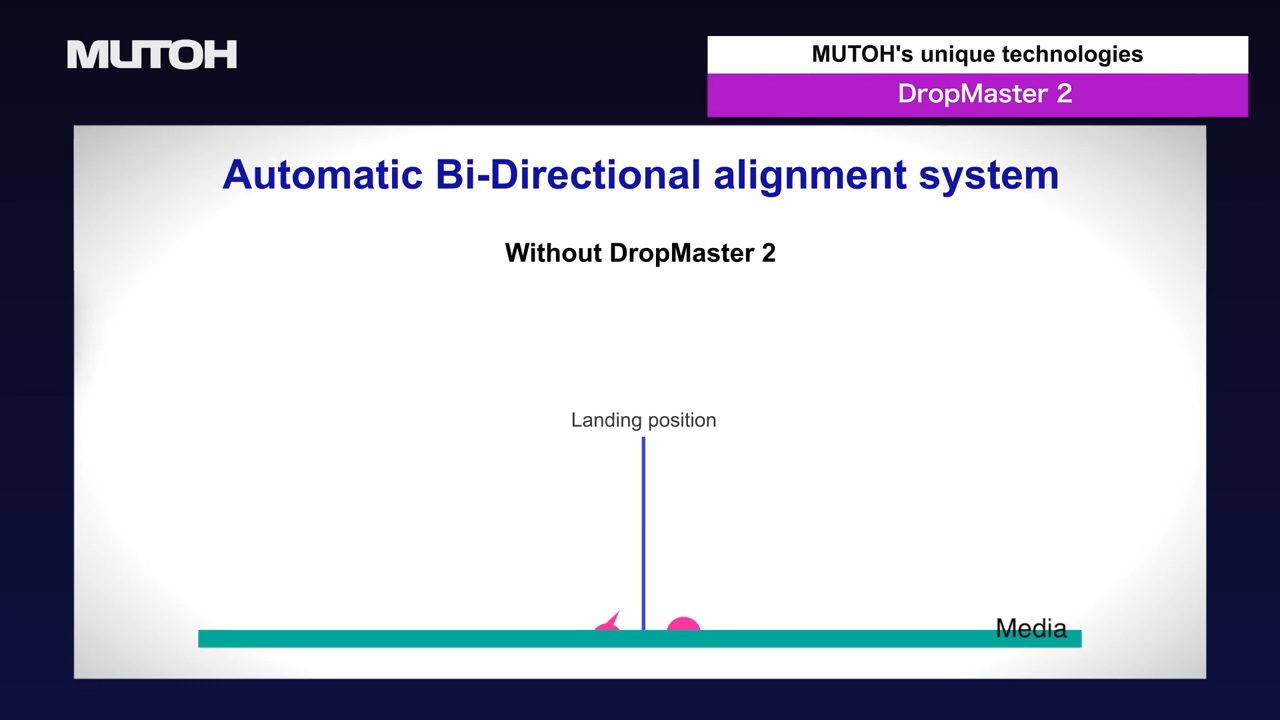 MUTOH
MUTOH's unique technologies
DropMaster 2
Automatic Bi-Directional alignment system
Without DropMaster 2
Landing position
Media